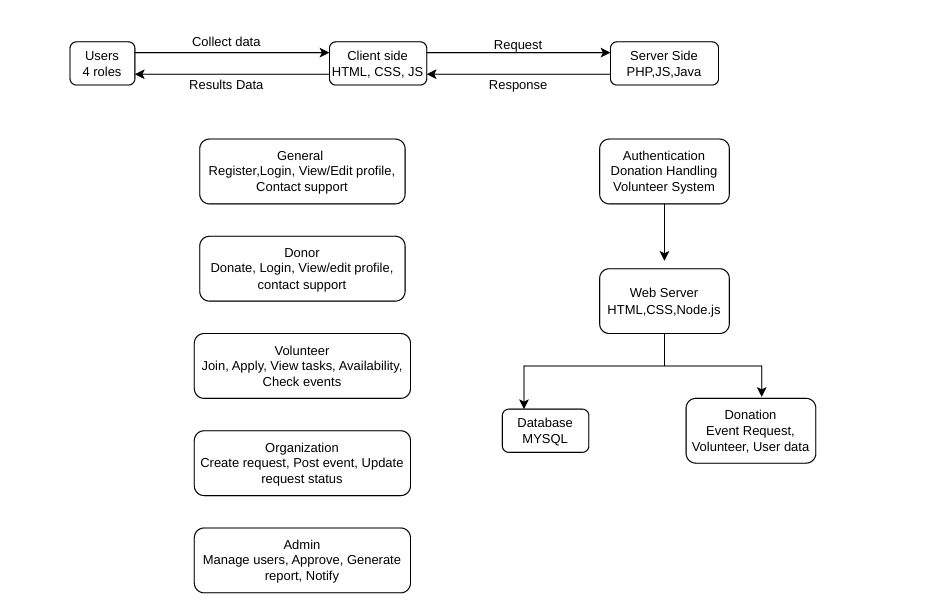 Collect data
Request
Users
4 roles
Client side
HTML, CSS, JS
Server Side
PHP,JS,Java
Results Data
Response
General
Register,Login, View/Edit profile,
Contact support
Authentication
Donation Handling
Volunteer System
Donor
Donate, Login, View/edit profile,
contact support
Web Server
HTML,CSS,Node.js
Volunteer
Join, Apply, View tasks, Availability,
Check events
Database
MYSQL
Donation
Event Request,
Volunteer, User data
Organization
Create request, Post event, Update
request status
Admin
Manage users, Approve, Generate
report, Notify